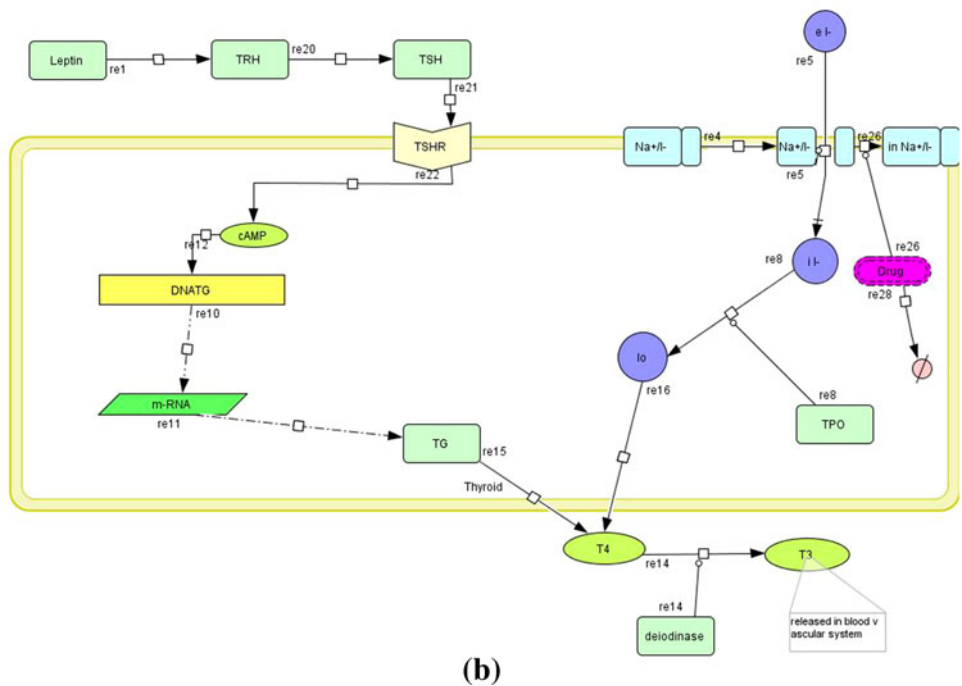 e I-
re5
Leptin
re1
TRH
re20
TSH
re21
TSHR
re22
Na+/I-
re4
Na+/I-
re5
re26
in Na+/I-
cAMP
re12
DNATG
re10
m-RNA
re11
TG
re15
Thyroid
i I-
re8
re26
Drug
re28
Io
re16
re8
TPO
T4
re14
T3
re14
deiodinase
released in blood v
ascular system
(b)